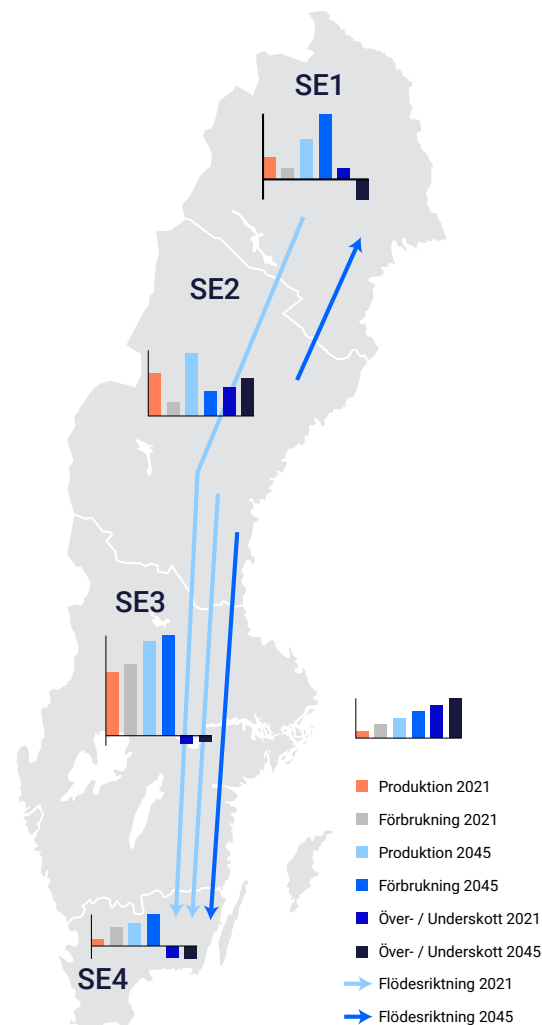 SE1
SE2
SE3
SE4
Produktion 2021
Förbrukning 2021
Produktion 2045
Förbrukning 2045
Över- / Underskott 2021
Över- / Underskott 2045
Flödesriktning 2021
Flödesriktning 2045